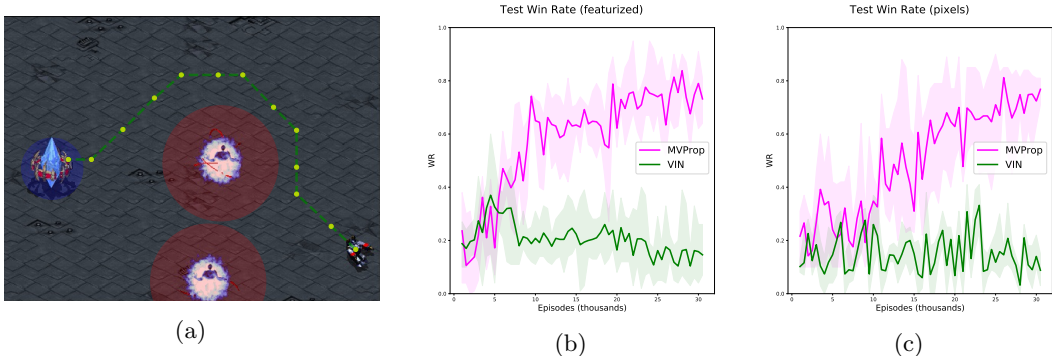 Test Win Rate (featurized)
1.0
0.8
0.6
0.4
0.2
0.0
WR
MVProp
VIN
0 5 10 15 20 25 30
Episodes (thousands)
Test Win Rate (pixels)
1.0
0.8
0.6
0.4
0.2
0.0
WR
MVProp
VIN
0 5 10 15 20 25 30
Episodes (thousands)
(a)
(b)
(c)